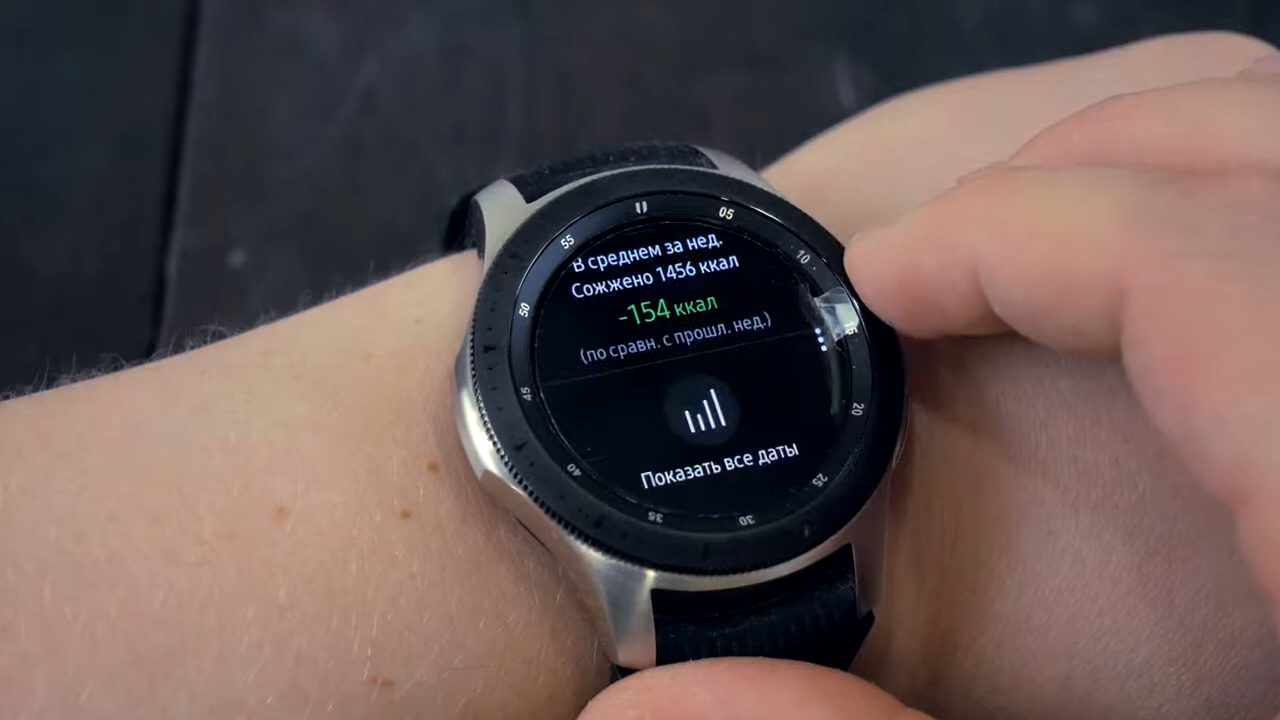 В среднем за нед.
Сожжено 1456 ккал
-154 ккал
(по сравн. с прошл. нед.)
Показать все даты
05
10
15
20
25
30
35
40
45
50
55